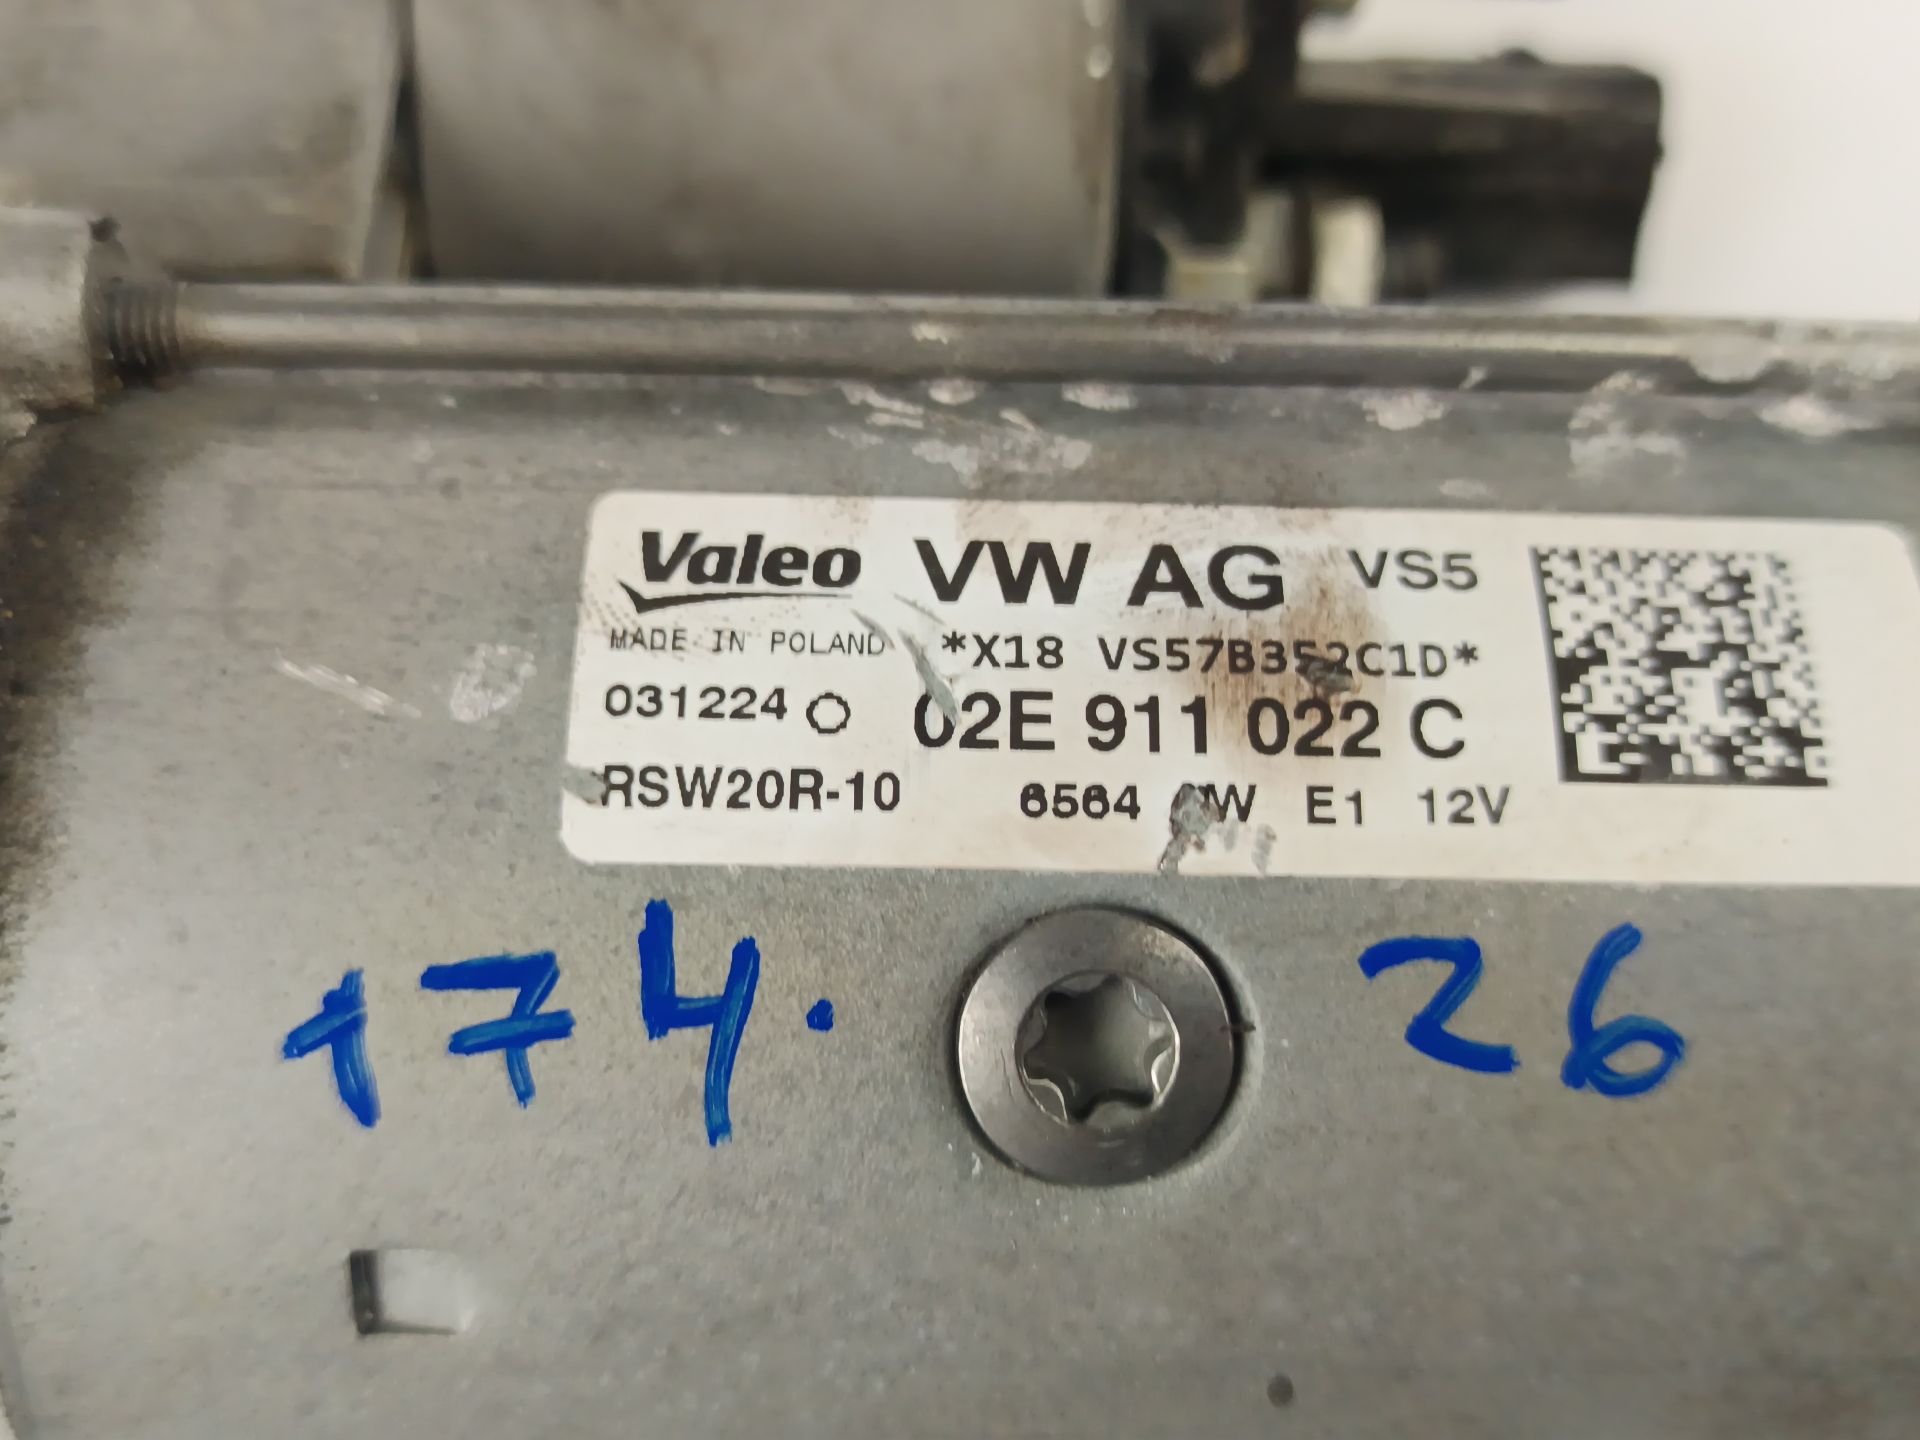 Valeo VW AG VS5
MADE IN POLAND *X18 VS57B352C1D*
031224 02E 911 022 C
RSW20R-10 6564 E1 12V
174. 26